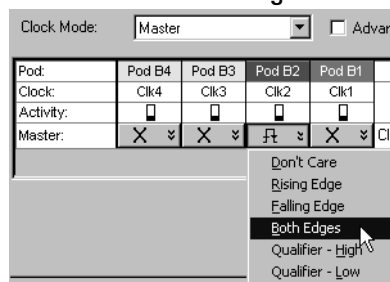 Clock Mode: Master Advan
Pod: Pod B4 Pod B3 Pod B2 Pod B1
Clock: Clk4 Clk3 Clk2 Clk1
Activity:
Master: X X X Cl
Don't Care
Rising Edge
Falling Edge
Both Edges
Qualifier - High
Qualifier - Low